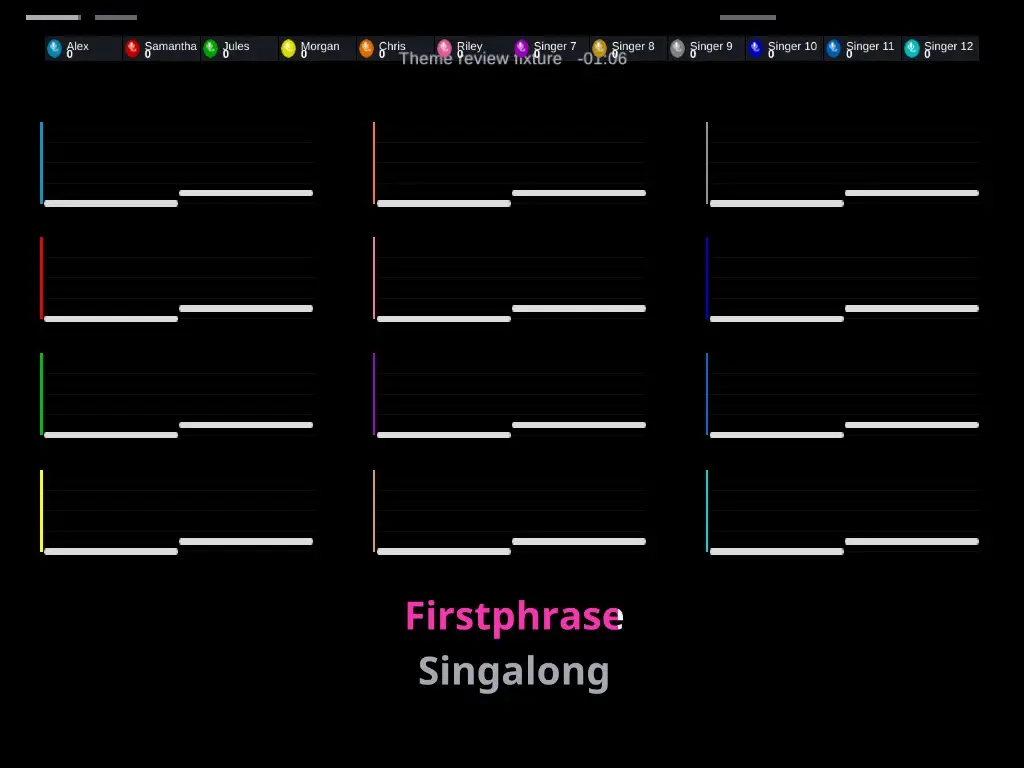 Alex Samantha Jules Morgan Chris Riley Singer 7 Singer 8 Singer 9 Singer 10 Singer 11 Singer 12
0 0 0 0 0 0 0 0 0 0 0 0
Theme review fixture -01:06
Firstphrase
Singalong